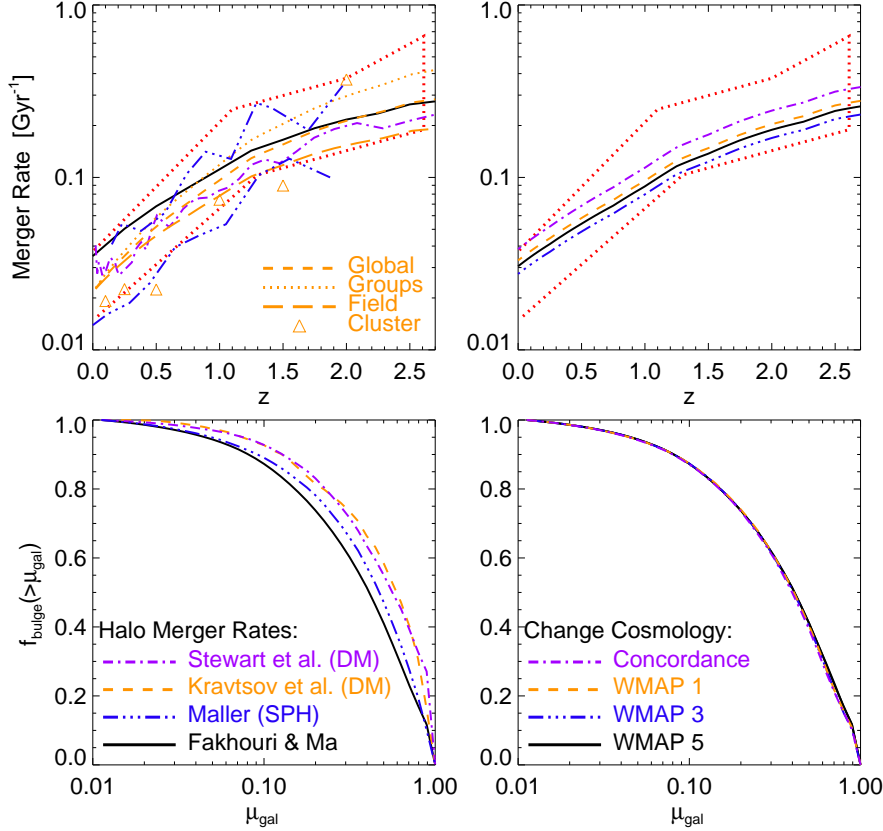 1.0
0.1
0.01
Merger Rate [Gyr⁻¹]
Global
Groups
Field
Cluster
0.0 0.5 1.0 1.5 2.0 2.5
z
1.0
0.1
0.01
0.0 0.5 1.0 1.5 2.0 2.5
z
1.0
0.8
0.6
0.4
0.2
0.0
f_bulge(>μ_gal)
Halo Merger Rates:
Stewart et al. (DM)
Kravtsov et al. (DM)
Maller (SPH)
Fakhouri & Ma
0.01 0.10 1.00
μ_gal
1.0
0.8
0.6
0.4
0.2
0.0
Change Cosmology:
Concordance
WMAP 1
WMAP 3
WMAP 5
0.01 0.10 1.00
μ_gal